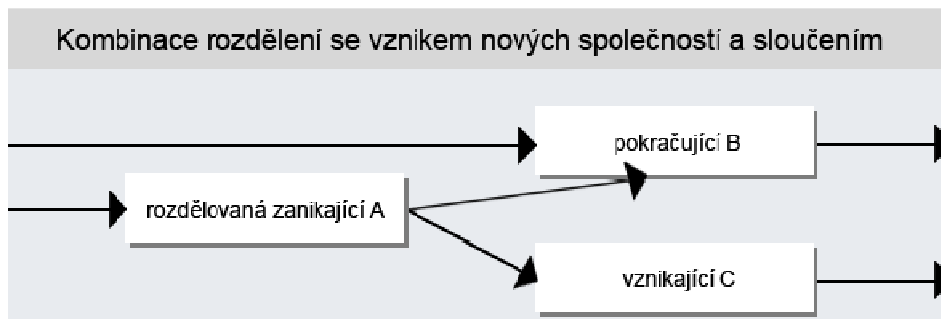 Kombinace rozdělení se vznikem nových společností a sloučením
pokračující B
rozdělovaná zanikající A
vznikající C